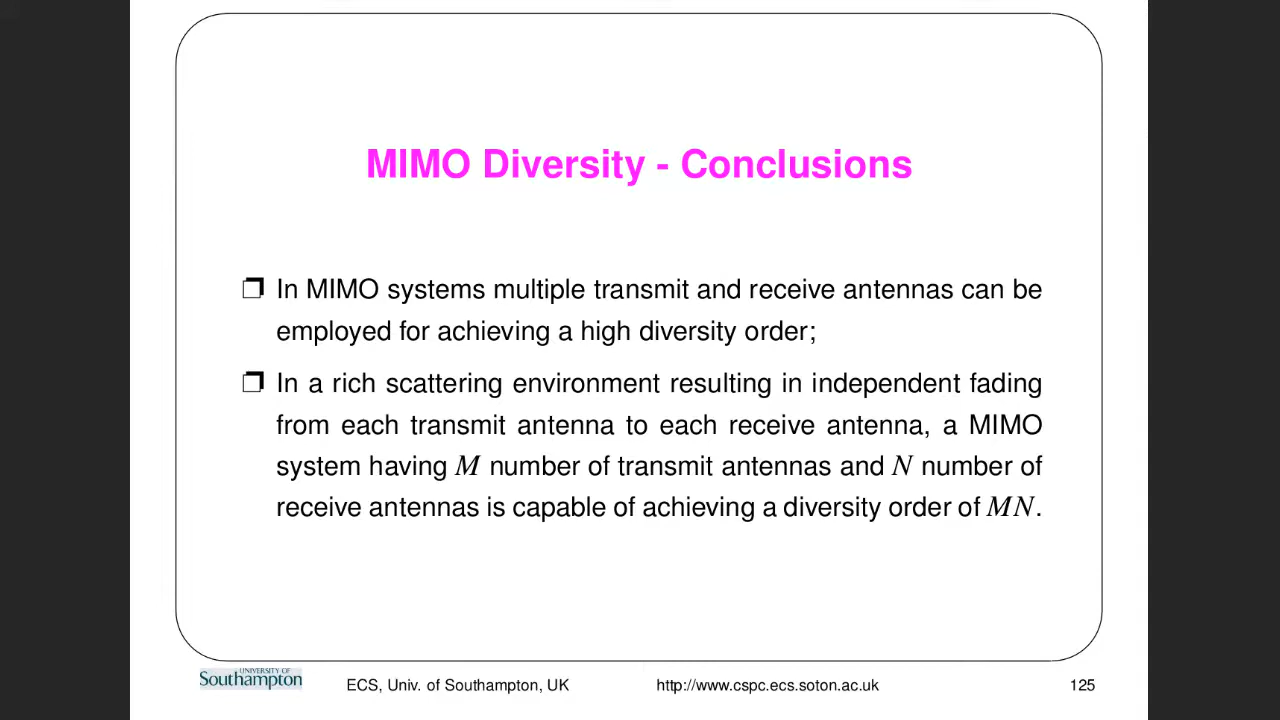 MIMO Diversity - Conclusions
❐ In MIMO systems multiple transmit and receive antennas can be
employed for achieving a high diversity order;
❐ In a rich scattering environment resulting in independent fading
from each transmit antenna to each receive antenna, a MIMO
system having M number of transmit antennas and N number of
receive antennas is capable of achieving a diversity order of MN.
UNIVERSITY OF
Southampton
ECS, Univ. of Southampton, UK http://www.cspc.ecs.soton.ac.uk 125